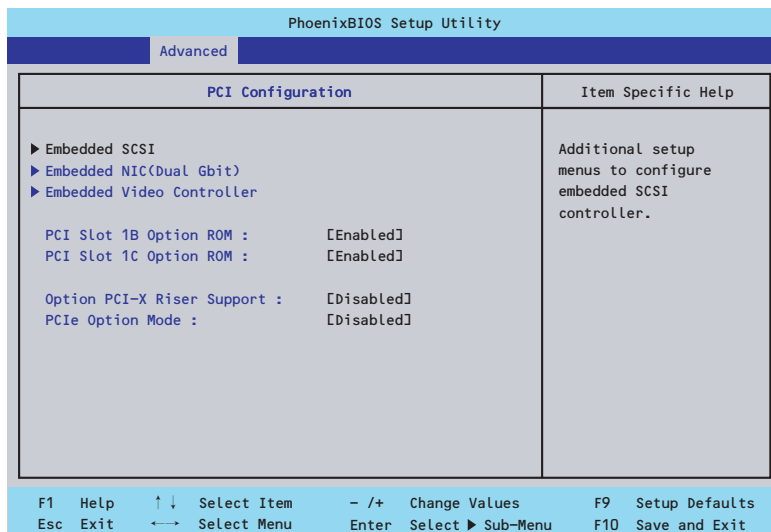 PhoenixBIOS Setup Utility
Advanced
PCI Configuration
Item Specific Help
▶ Embedded SCSI
▶ Embedded NIC(Dual Gbit)
▶ Embedded Video Controller
PCI Slot 1B Option ROM : [Enabled]
PCI Slot 1C Option ROM : [Enabled]
Option PCI-X Riser Support : [Disabled]
PCIe Option Mode : [Disabled]
Additional setup
menus to configure
embedded SCSI
controller.
F1 Help ↑↓ Select Item - /+ Change Values F9 Setup Defaults
Esc Exit ←→ Select Menu Enter Select ▶ Sub-Menu F10 Save and Exit